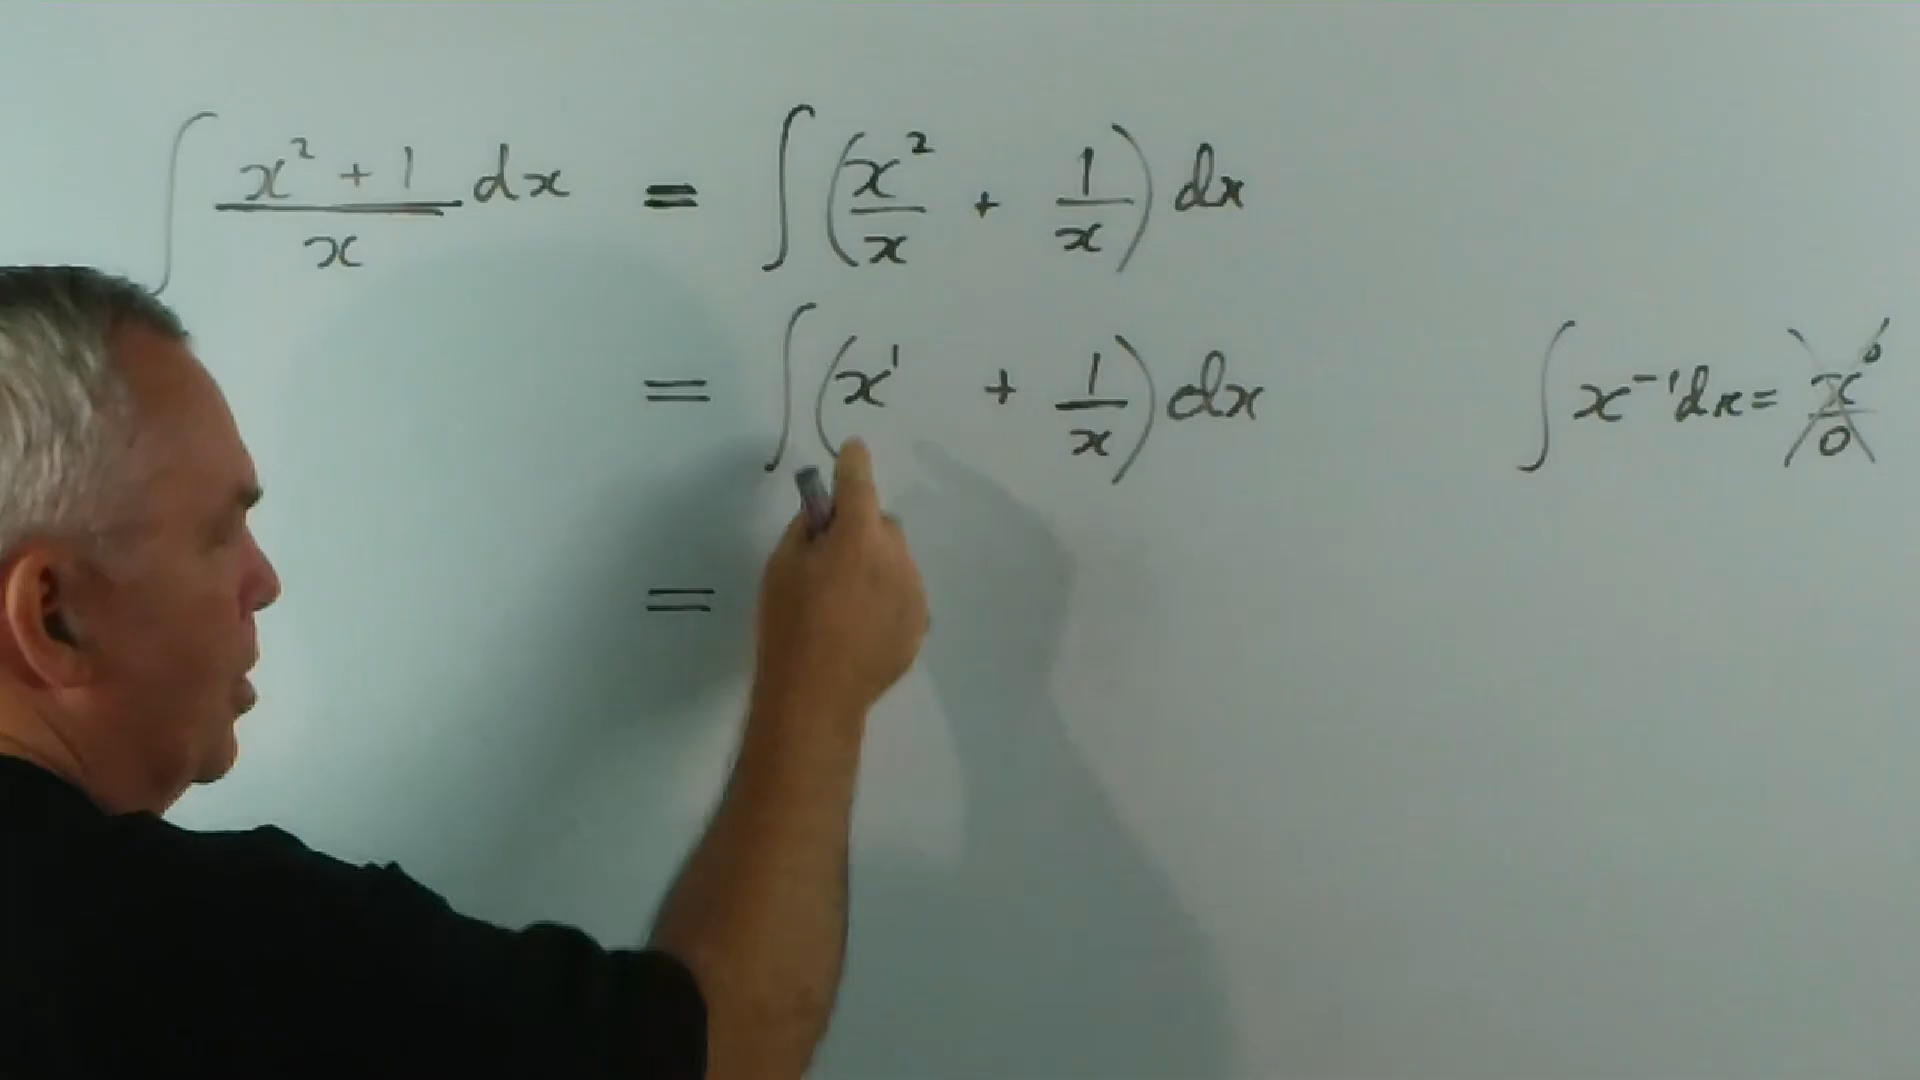 ∫ x² + 1 / x dx = ∫ (x² / x + 1 / x) dx
= ∫ (x¹ + 1 / x) dx
∫ x⁻¹ dx = x⁰ / 0
=